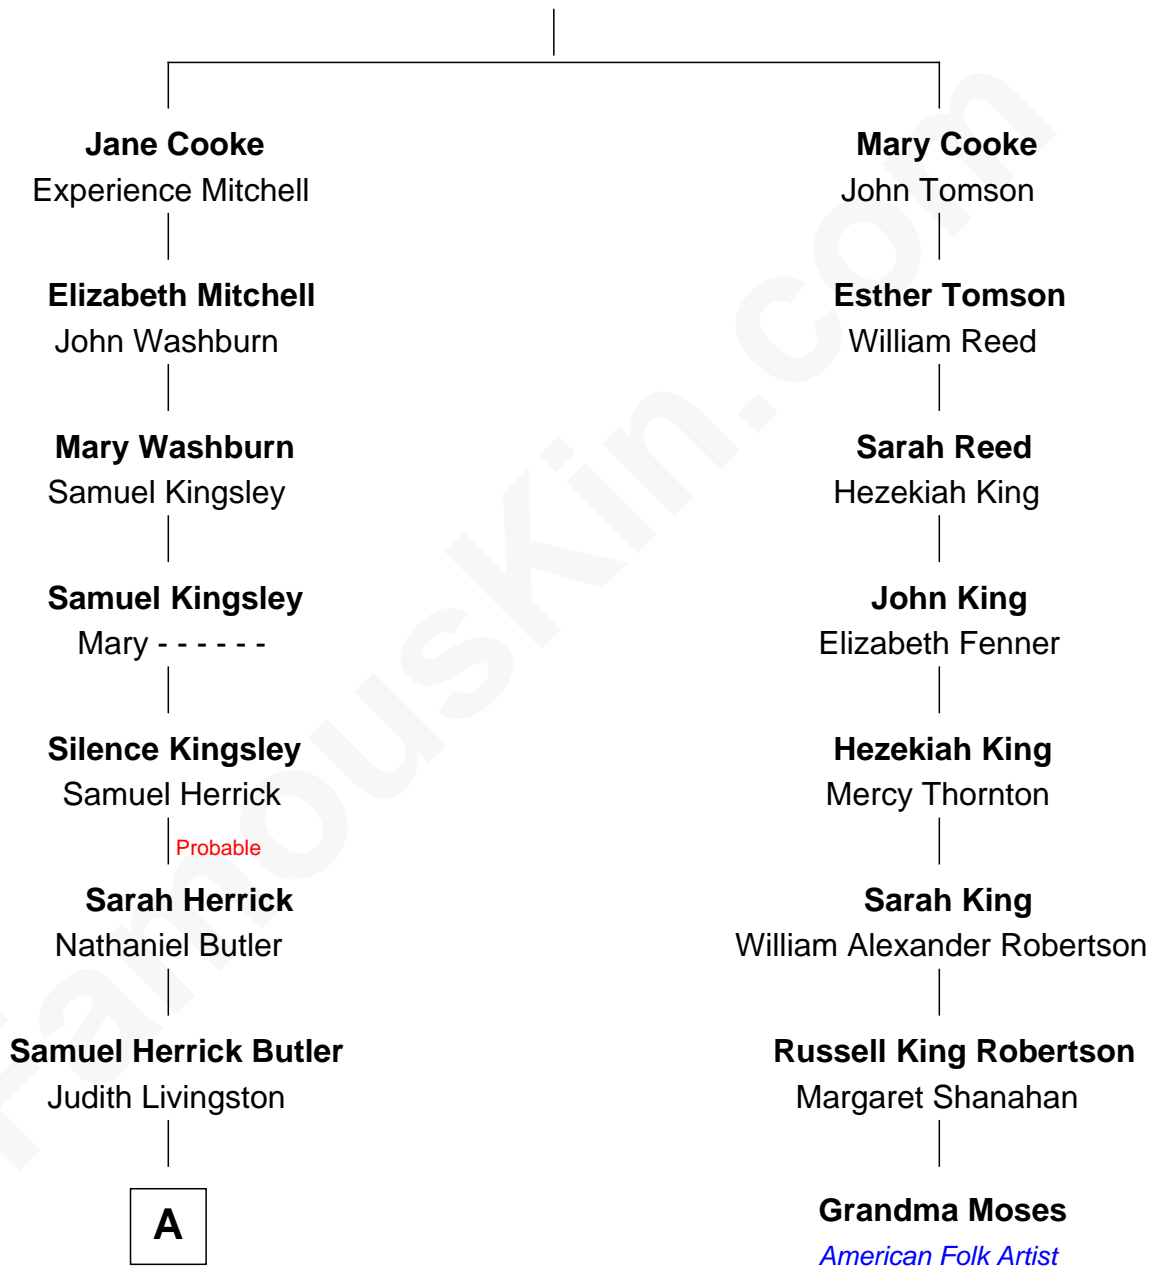 Jane Cooke
Experience Mitchell
Mary Cooke
John Tomson
Elizabeth Mitchell
John Washburn
Esther Tomson
William Reed
Mary Washburn
Samuel Kingsley
Sarah Reed
Hezekiah King
Samuel Kingsley
Mary - - - - - -
John King
Elizabeth Fenner
Silence Kingsley
Samuel Herrick
Hezekiah King
Mercy Thornton
Probable
Sarah Herrick
Nathaniel Butler
Sarah King
William Alexander Robertson
Samuel Herrick Butler
Judith Livingston
Russell King Robertson
Margaret Shanahan
A
Grandma Moses
American Folk Artist
FamousKin.com